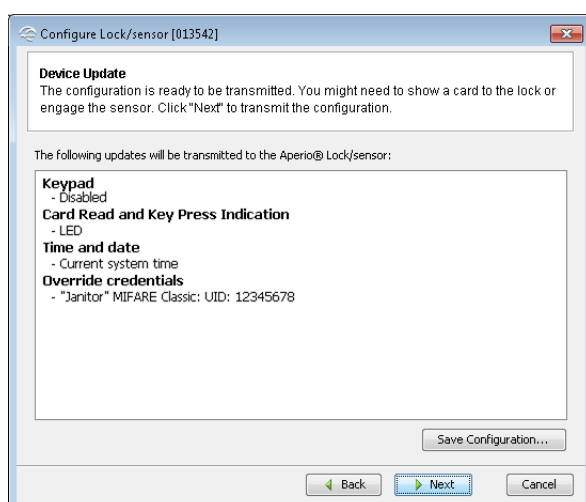 Configure Lock/sensor [013542]
Device Update
The configuration is ready to be transmitted. You might need to show a card to the lock or
engage the sensor. Click "Next" to transmit the configuration.
The following updates will be transmitted to the Aperio® Lock/sensor:
Keypad
- Disabled
Card Read and Key Press Indication
- LED
Time and date
- Current system time
Override credentials
- "Janitor" MIFARE Classic: UID: 12345678
Save Configuration...
Back
Next
Cancel